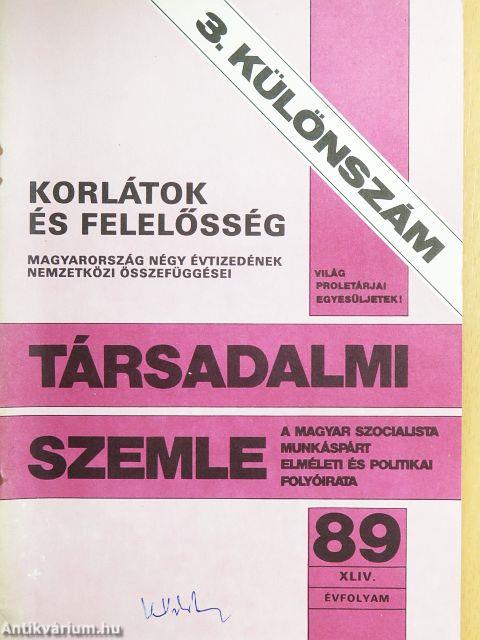 3. KÜLÖNSZÁM
KORLÁTOK
ÉS FELELŐSSÉG
MAGYARORSZÁG NÉGY ÉVTIZEDÉNEK
NEMZETKÖZI ÖSSZEFÜGGÉSEI
VILÁG
PROLETÁRJAI
EGYESÜLJETEK!
TÁRSADALMI
SZEMLE
A MAGYAR SZOCIALISTA
MUNKÁSPÁRT
ELMÉLETI ÉS POLITIKAI
FOLYÓIRATA
89
XLIV.
ÉVFOLYAM
Antikvárium.hu